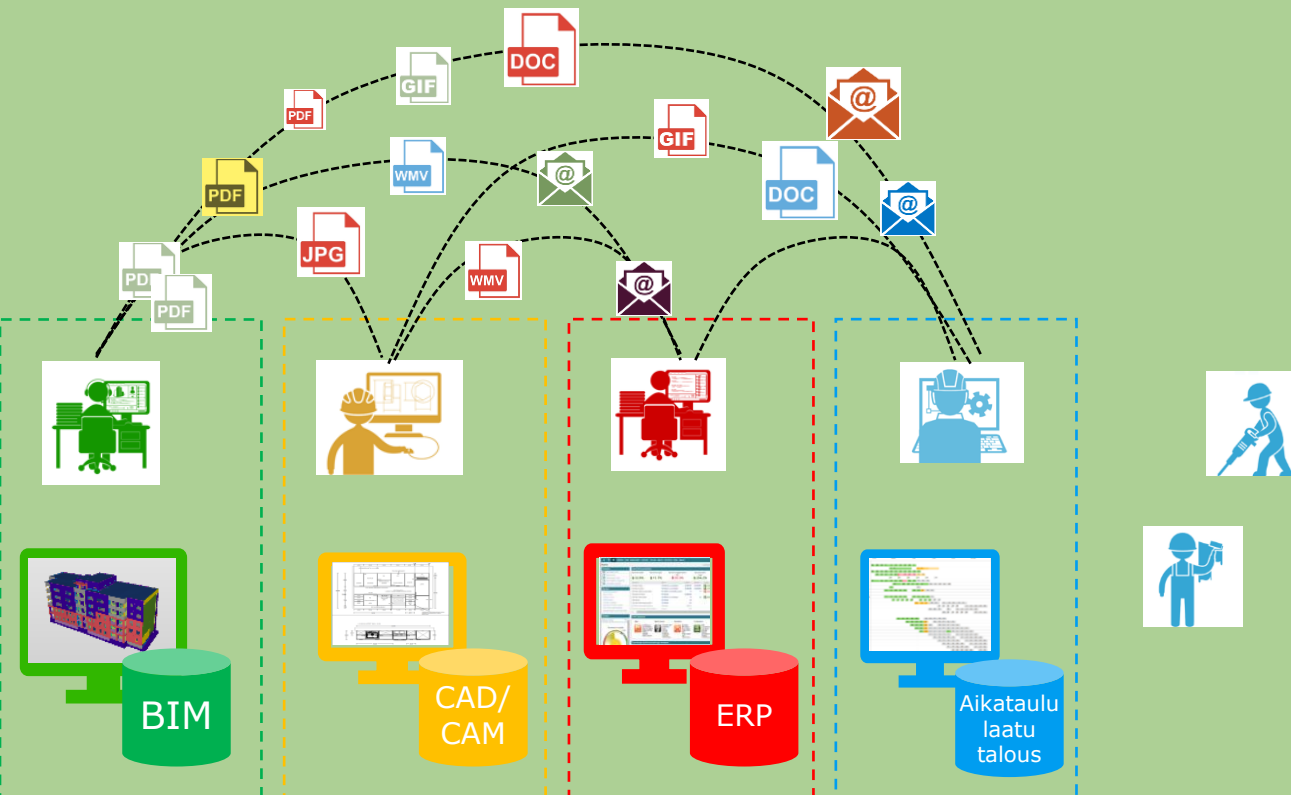 DOC
GIF
PDF
@
GIF
WMV
DOC
@
PDF
@
JPG
PDF
WMV
@
PDF
BIM
CAD/
CAM
ERP
Aikataulu
laatu
talous